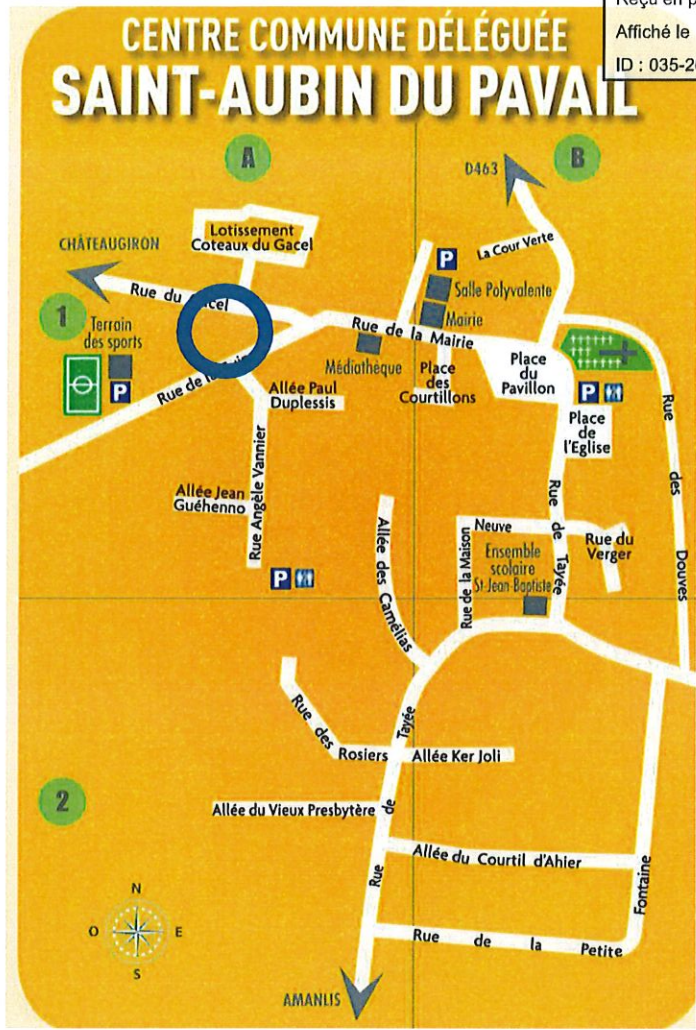 Affiché le
ID : 035-2
CENTRE COMMUNE DÉLÉGUÉE
SAINT-AUBIN DU PAVAIL
A
B
D463
La Cour Verte
Lotissement
Coteaux du Gacel
CHÂTEAUGIRON
P
Salle Polyvalente
Rue du
1
Terrain
des sports
Rue de la Mairie
Mairie
Médiathèque
Place
des
Courtillons
Place
du
Pavillon
P
Rue de
Allée Paul
Duplessis
P
Place
de
l'Eglise
Rue des Douves
Allée Jean
Guéhenno
Rue Angèle Vannier
Allée des Camélias
Rue de la Maison Neuve
Rue de Tayée
Rue du
Verger
Ensemble
scolaire
St-Jean-Baptiste
P
Rue des Rosiers
Allée Ker Joli
2
Allée du Vieux Presbytère
Rue de Tayée
Allée du Courtil d'Ahier
N
O
E
S
Rue de la Petite Fontaine
AMANLIS